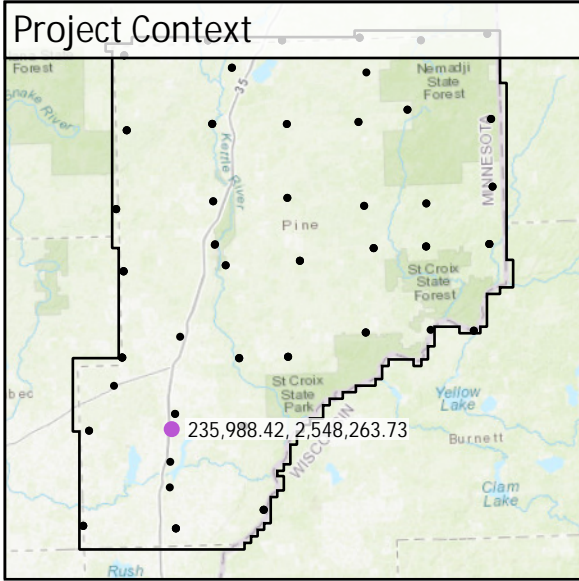 Project Context
Forest
Snake River
35
Nemadji
State
Forest
Kettle River
MINNESOTA
Pine
St Croix
State
Forest
St Croix
State
Park
bec
Yellow
Lake
235,988.42, 2,548,263.73
WISCONSIN
Burnett
Clam
Lake
Rush